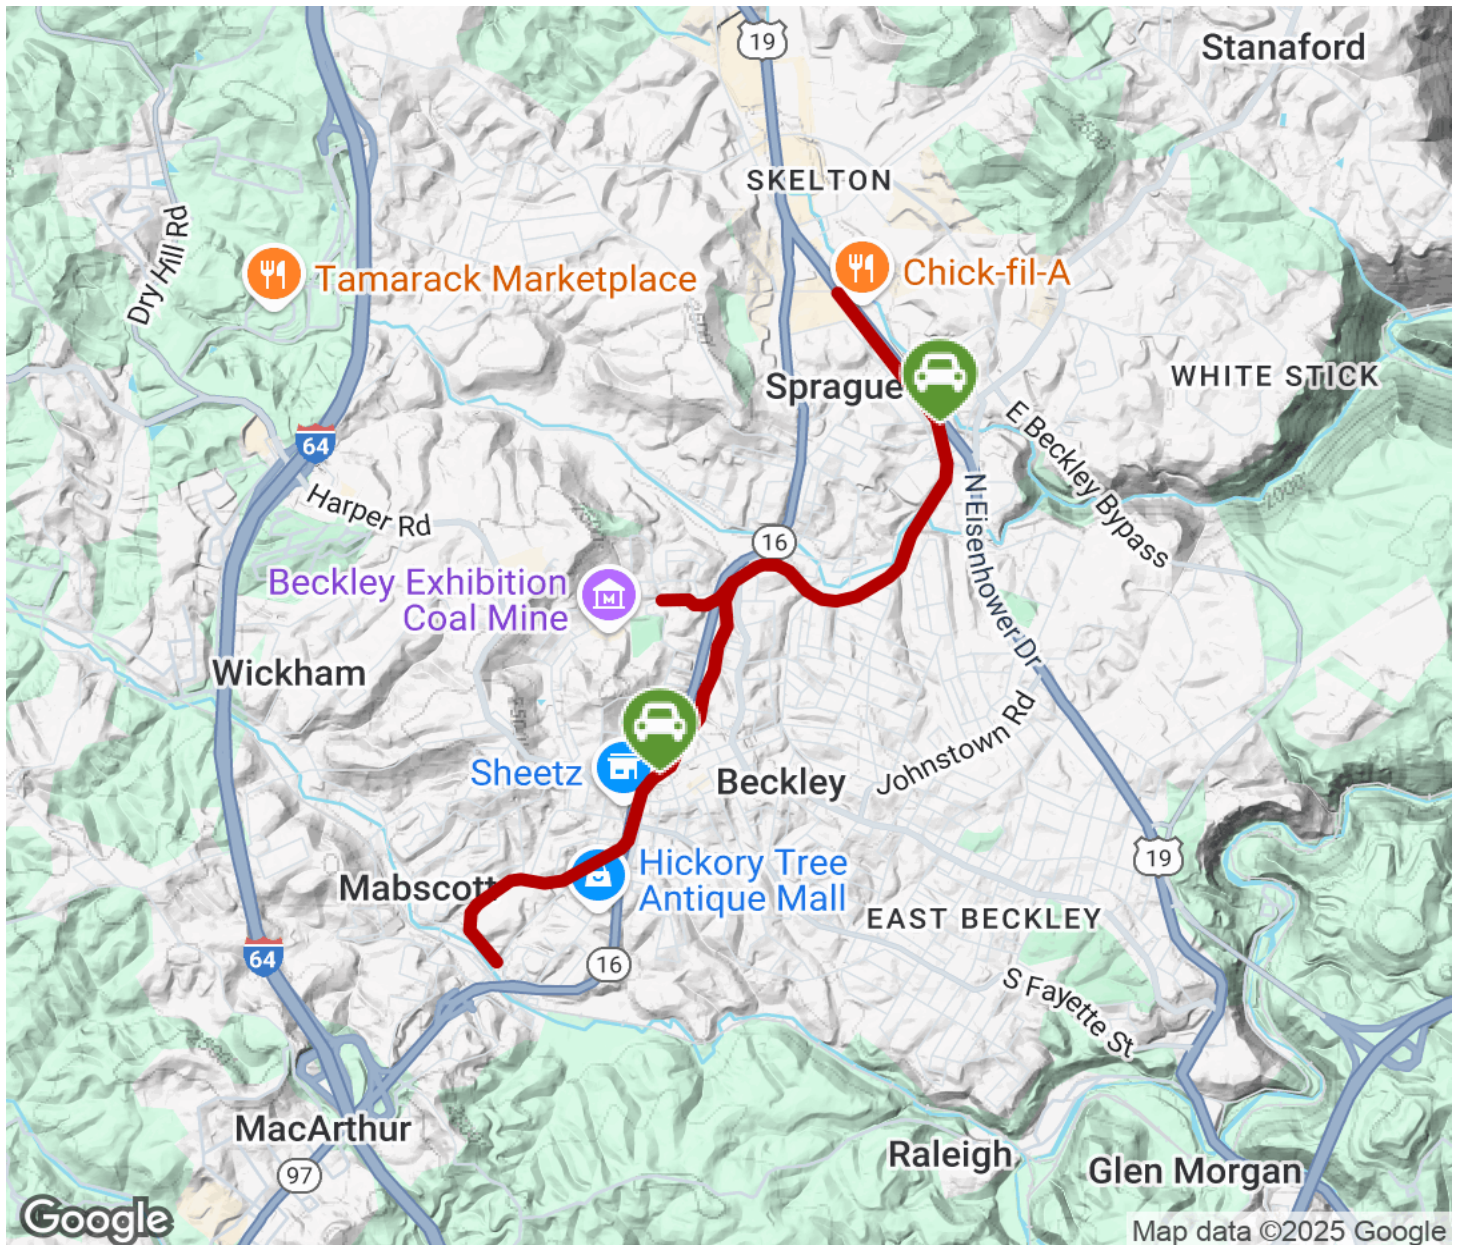 19
Stanaford
SKELTON
Dry Hill Rd
Tamarack Marketplace
Chick-fil-A
Sprague
WHITE STICK
64
E Beckley Bypass
2000
Harper Rd
N Eisenhower Dr
16
Beckley Exhibition
Coal Mine
Wickham
Johnstown Rd
Sheetz
Beckley
19
Hickory Tree
Antique Mall
Mabscott
EAST BECKLEY
64
16
S Fayette St
MacArthur
Raleigh
Glen Morgan
97
Google
Map data ©2025 Google